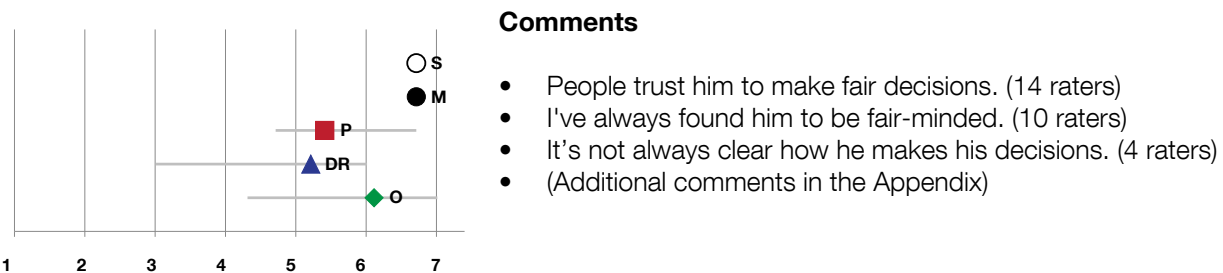 Comments
S
M
P
DR
O
1 2 3 4 5 6 7
• People trust him to make fair decisions. (14 raters)
• I've always found him to be fair-minded. (10 raters)
• It’s not always clear how he makes his decisions. (4 raters)
• (Additional comments in the Appendix)